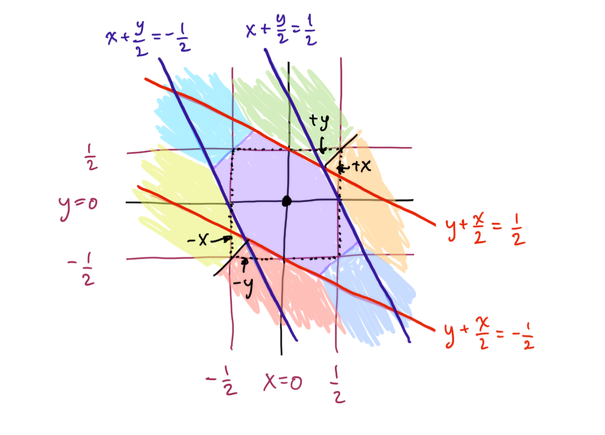 x + y/2 = -1/2
x + y/2 = 1/2
+y
1/2
+x
y=0
y + x/2 = 1/2
-x
-1/2
-y
y + x/2 = -1/2
-1/2
x=0
1/2